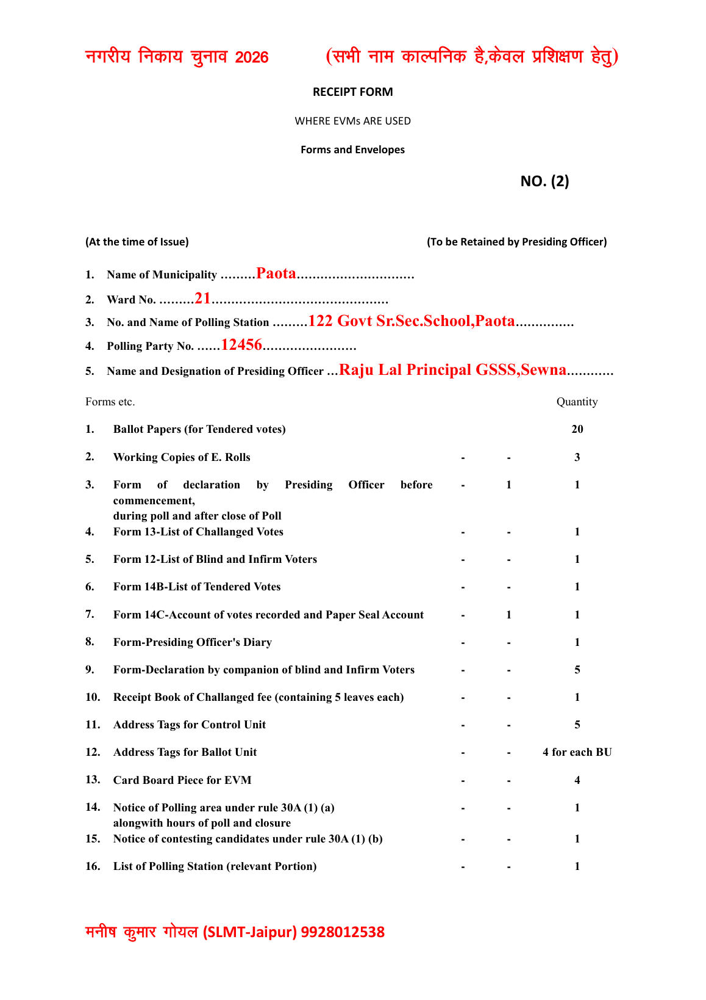 नगरीय निकाय चुनाव 2026 (सभी नाम काल्पनिक है,केवल प्रशिक्षण हेतु)
RECEIPT FORM
WHERE EVMs ARE USED
Forms and Envelopes
NO. (2)
(At the time of Issue) (To be Retained by Presiding Officer)
1. Name of Municipality .........Paota..............................
2. Ward No. .........21.............................................
3. No. and Name of Polling Station .........122 Govt Sr.Sec.School,Paota...............
4. Polling Party No. ......12456........................
5. Name and Designation of Presiding Officer ...Raju Lal Principal GSSS,Sewna............
Forms etc. Quantity
1. Ballot Papers (for Tendered votes) 20
2. Working Copies of E. Rolls - - 3
3. Form of declaration by Presiding Officer before - 1 1
commencement,
during poll and after close of Poll
4. Form 13-List of Challanged Votes - - 1
5. Form 12-List of Blind and Infirm Voters - - 1
6. Form 14B-List of Tendered Votes - - 1
7. Form 14C-Account of votes recorded and Paper Seal Account - 1 1
8. Form-Presiding Officer's Diary - - 1
9. Form-Declaration by companion of blind and Infirm Voters - - 5
10. Receipt Book of Challanged fee (containing 5 leaves each) - - 1
11. Address Tags for Control Unit - - 5
12. Address Tags for Ballot Unit - - 4 for each BU
13. Card Board Piece for EVM - - 4
14. Notice of Polling area under rule 30A (1) (a) - - 1
alongwith hours of poll and closure
15. Notice of contesting candidates under rule 30A (1) (b) - - 1
16. List of Polling Station (relevant Portion) - - 1
मनीष कुमार गोयल (SLMT-Jaipur) 9928012538